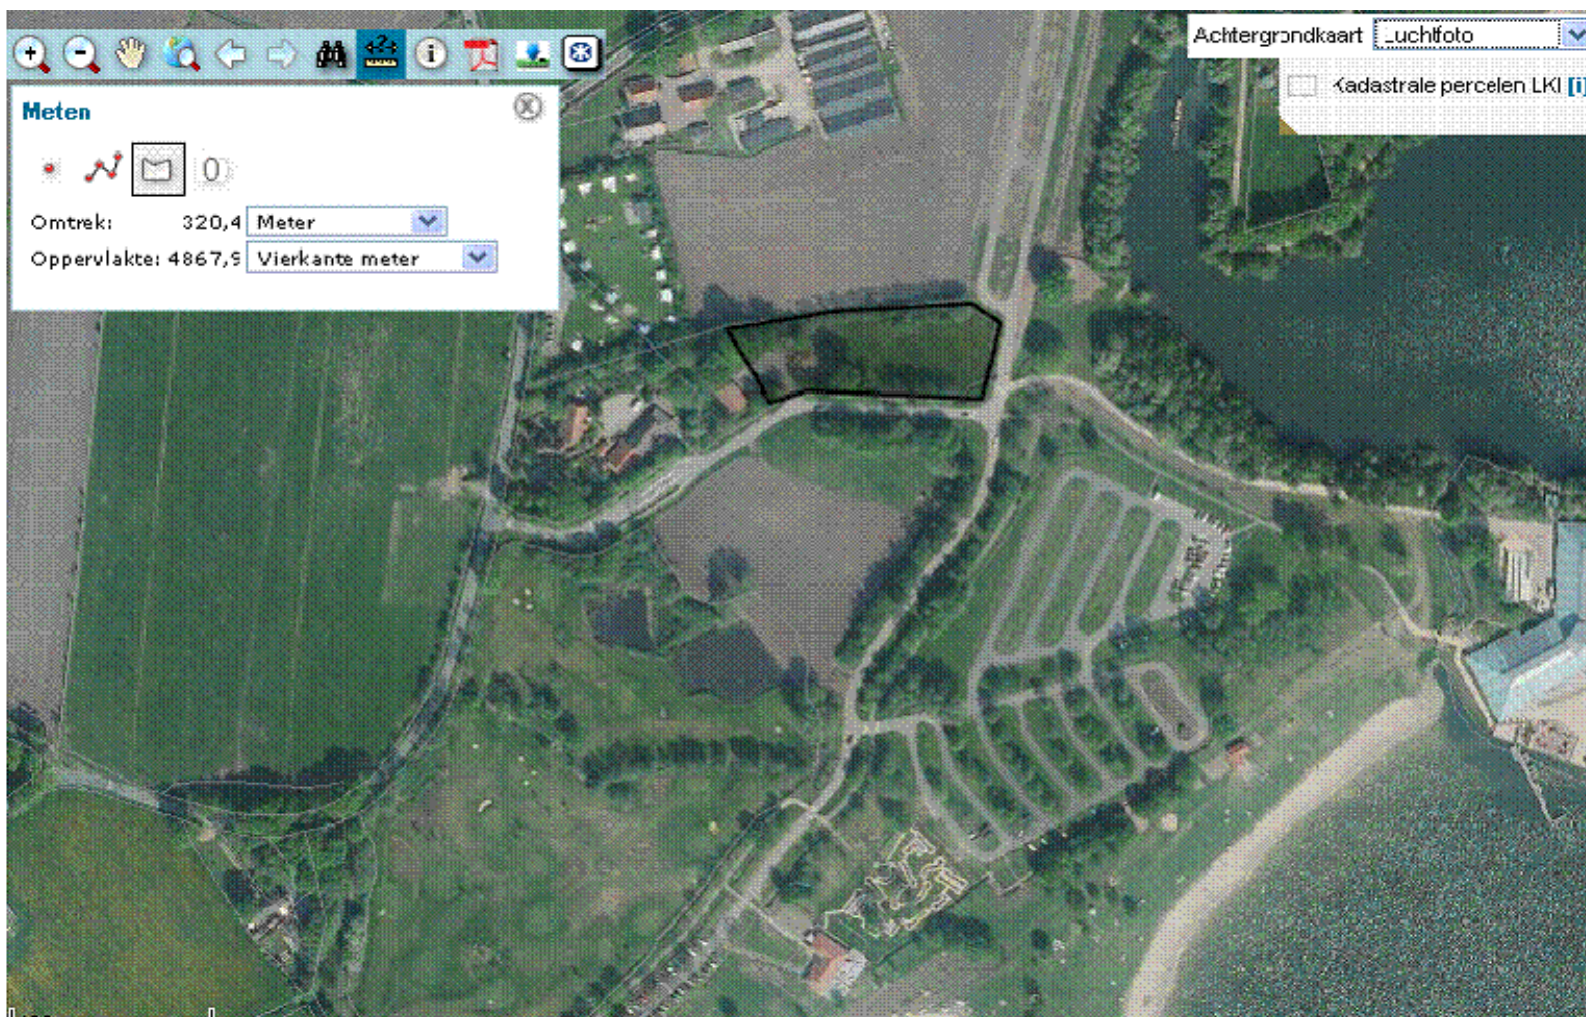 Achtergrondkaart Luchtfoto
Kadastrale percelen LKI [i]
Meten
Omtrek: 320,4 Meter
Oppervlakte: 4867,9 Vierkante meter